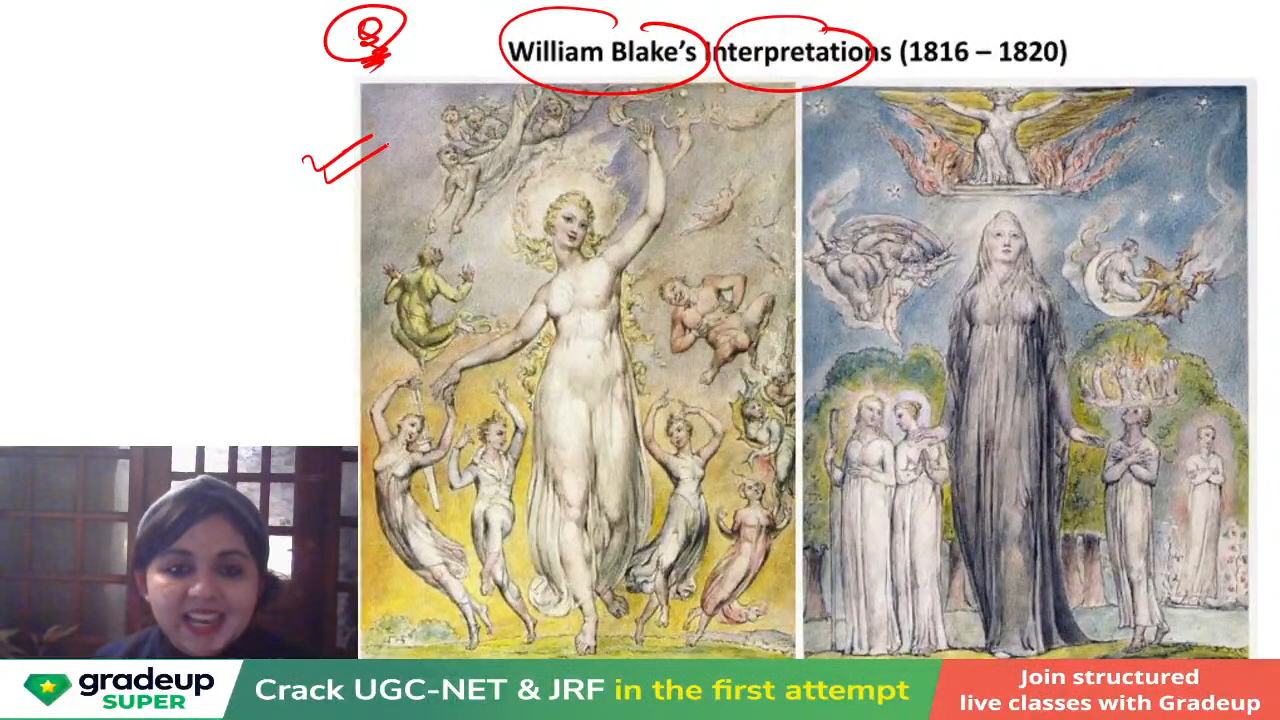 William Blake's Interpretations (1816 – 1820)
gradeup
SUPER
Crack UGC-NET & JRF in the first attempt
Join structured
live classes with Gradeup